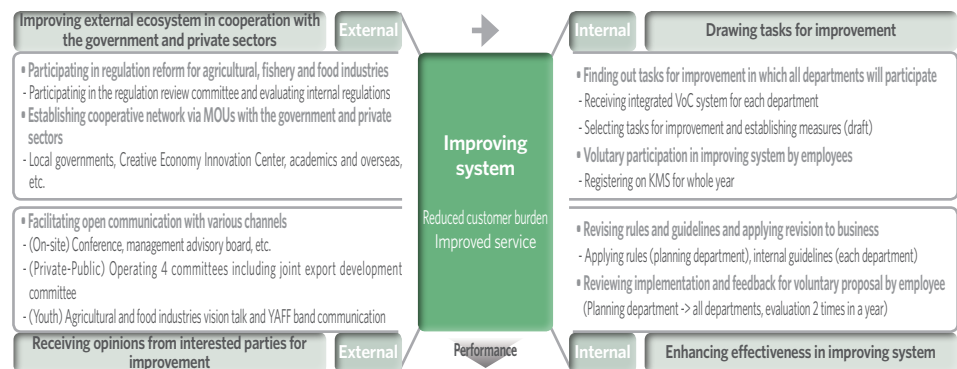 Improving external ecosystem in cooperation with
the government and private sectors
External
• Participating in regulation reform for agricultural, fishery and food industries
- Participatinig in the regulation review committee and evaluating internal regulations
• Establishing cooperative network via MOUs with the government and private
sectors
- Local governments, Creative Economy Innovation Center, academics and overseas,
etc.
• Facilitating open communication with various channels
- (On-site) Conference, management advisory board, etc.
- (Private-Public) Operating 4 committees including joint export development
committee
- (Youth) Agricultural and food industries vision talk and YAFF band communication
Receiving opinions from interested parties for
improvement
External
Improving
system
Reduced customer burden
Improved service
Performance
Internal
Drawing tasks for improvement
• Finding out tasks for improvement in which all departments will participate
- Receiving integrated VoC system for each department
- Selecting tasks for improvement and establishing measures (draft)
• Volutary participation in improving system by employees
- Registering on KMS for whole year
• Revising rules and guidelines and applying revision to business
- Applying rules (planning department), internal guidelines (each department)
• Reviewing implementation and feedback for voluntary proposal by employee
(Planning department -> all departments, evaluation 2 times in a year)
Internal
Enhancing effectiveness in improving system